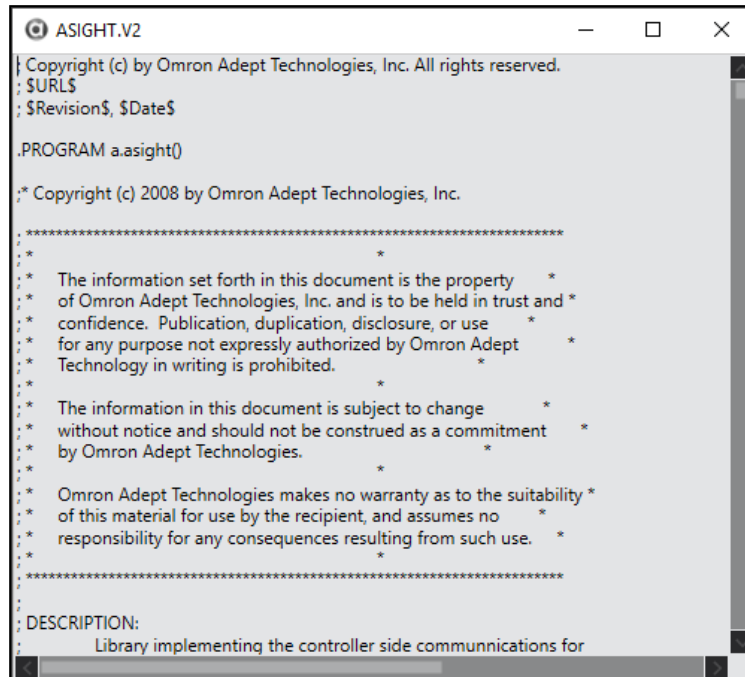 ASIGHT.V2
; Copyright (c) by Omron Adept Technologies, Inc. All rights reserved.
; $URL$
; $Revision$, $Date$
.PROGRAM a.asight()
;* Copyright (c) 2008 by Omron Adept Technologies, Inc.
; ************************************************************************
; * *
; * The information set forth in this document is the property *
; * of Omron Adept Technologies, Inc. and is to be held in trust and *
; * confidence. Publication, duplication, disclosure, or use *
; * for any purpose not expressly authorized by Omron Adept *
; * Technology in writing is prohibited. *
; * *
; * The information in this document is subject to change *
; * without notice and should not be construed as a commitment *
; * by Omron Adept Technologies. *
; * *
; * Omron Adept Technologies makes no warranty as to the suitability *
; * of this material for use by the recipient, and assumes no *
; * responsibility for any consequences resulting from such use. *
; * *
; ************************************************************************
;
; DESCRIPTION:
; Library implementing the controller side communnications for